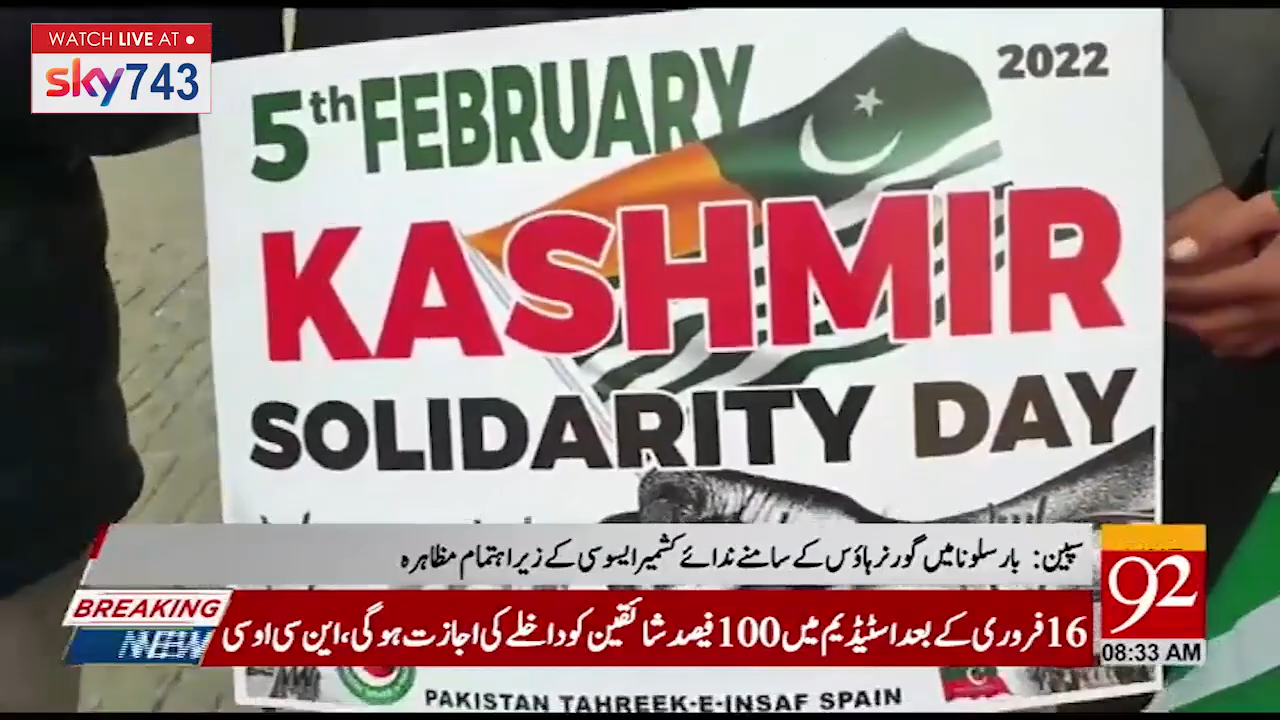 WATCH LIVE AT
sky743
5th FEBRUARY
2022
KASHMIR
SOLIDARITY DAY
سپین: بارسلونا میں گورنر ہاؤس کے سامنے ندائے کشمیر ایسوسی کے زیر اہتمام مظاہرہ
92
BREAKING
NEW
16 فروری کے بعد اسٹیڈیم میں 100 فیصد شائقین کو داخلے کی اجازت ہوگی، این سی او سی
08:33 AM
PAKISTAN TAHREEK-E-INSAF SPAIN